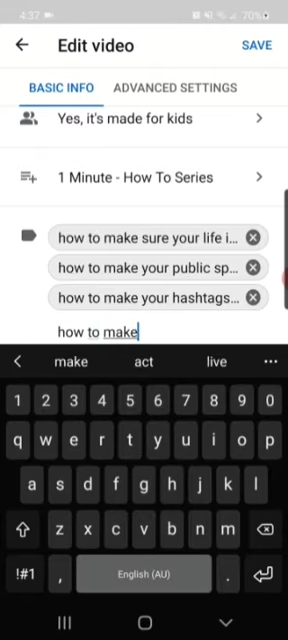 4:37
70%
Edit video
SAVE
BASIC INFO
ADVANCED SETTINGS
Yes, it's made for kids
1 Minute - How To Series
how to make sure your life i...
how to make your public sp...
how to make your hashtags...
how to make
make act live
1 2 3 4 5 6 7 8 9 0
q w e r t y u i o p
a s d f g h j k l
z x c v b n m
!#1 , English (AU) .